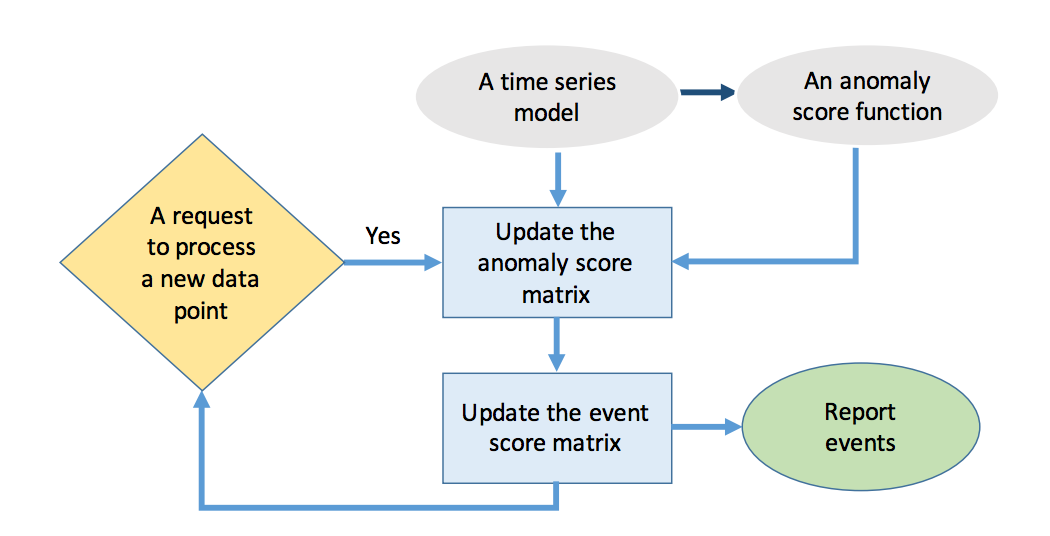 A time series
model
An anomaly
score function
A request
to process
a new data
point
Yes
Update the
anomaly score
matrix
Update the event
score matrix
Report
events